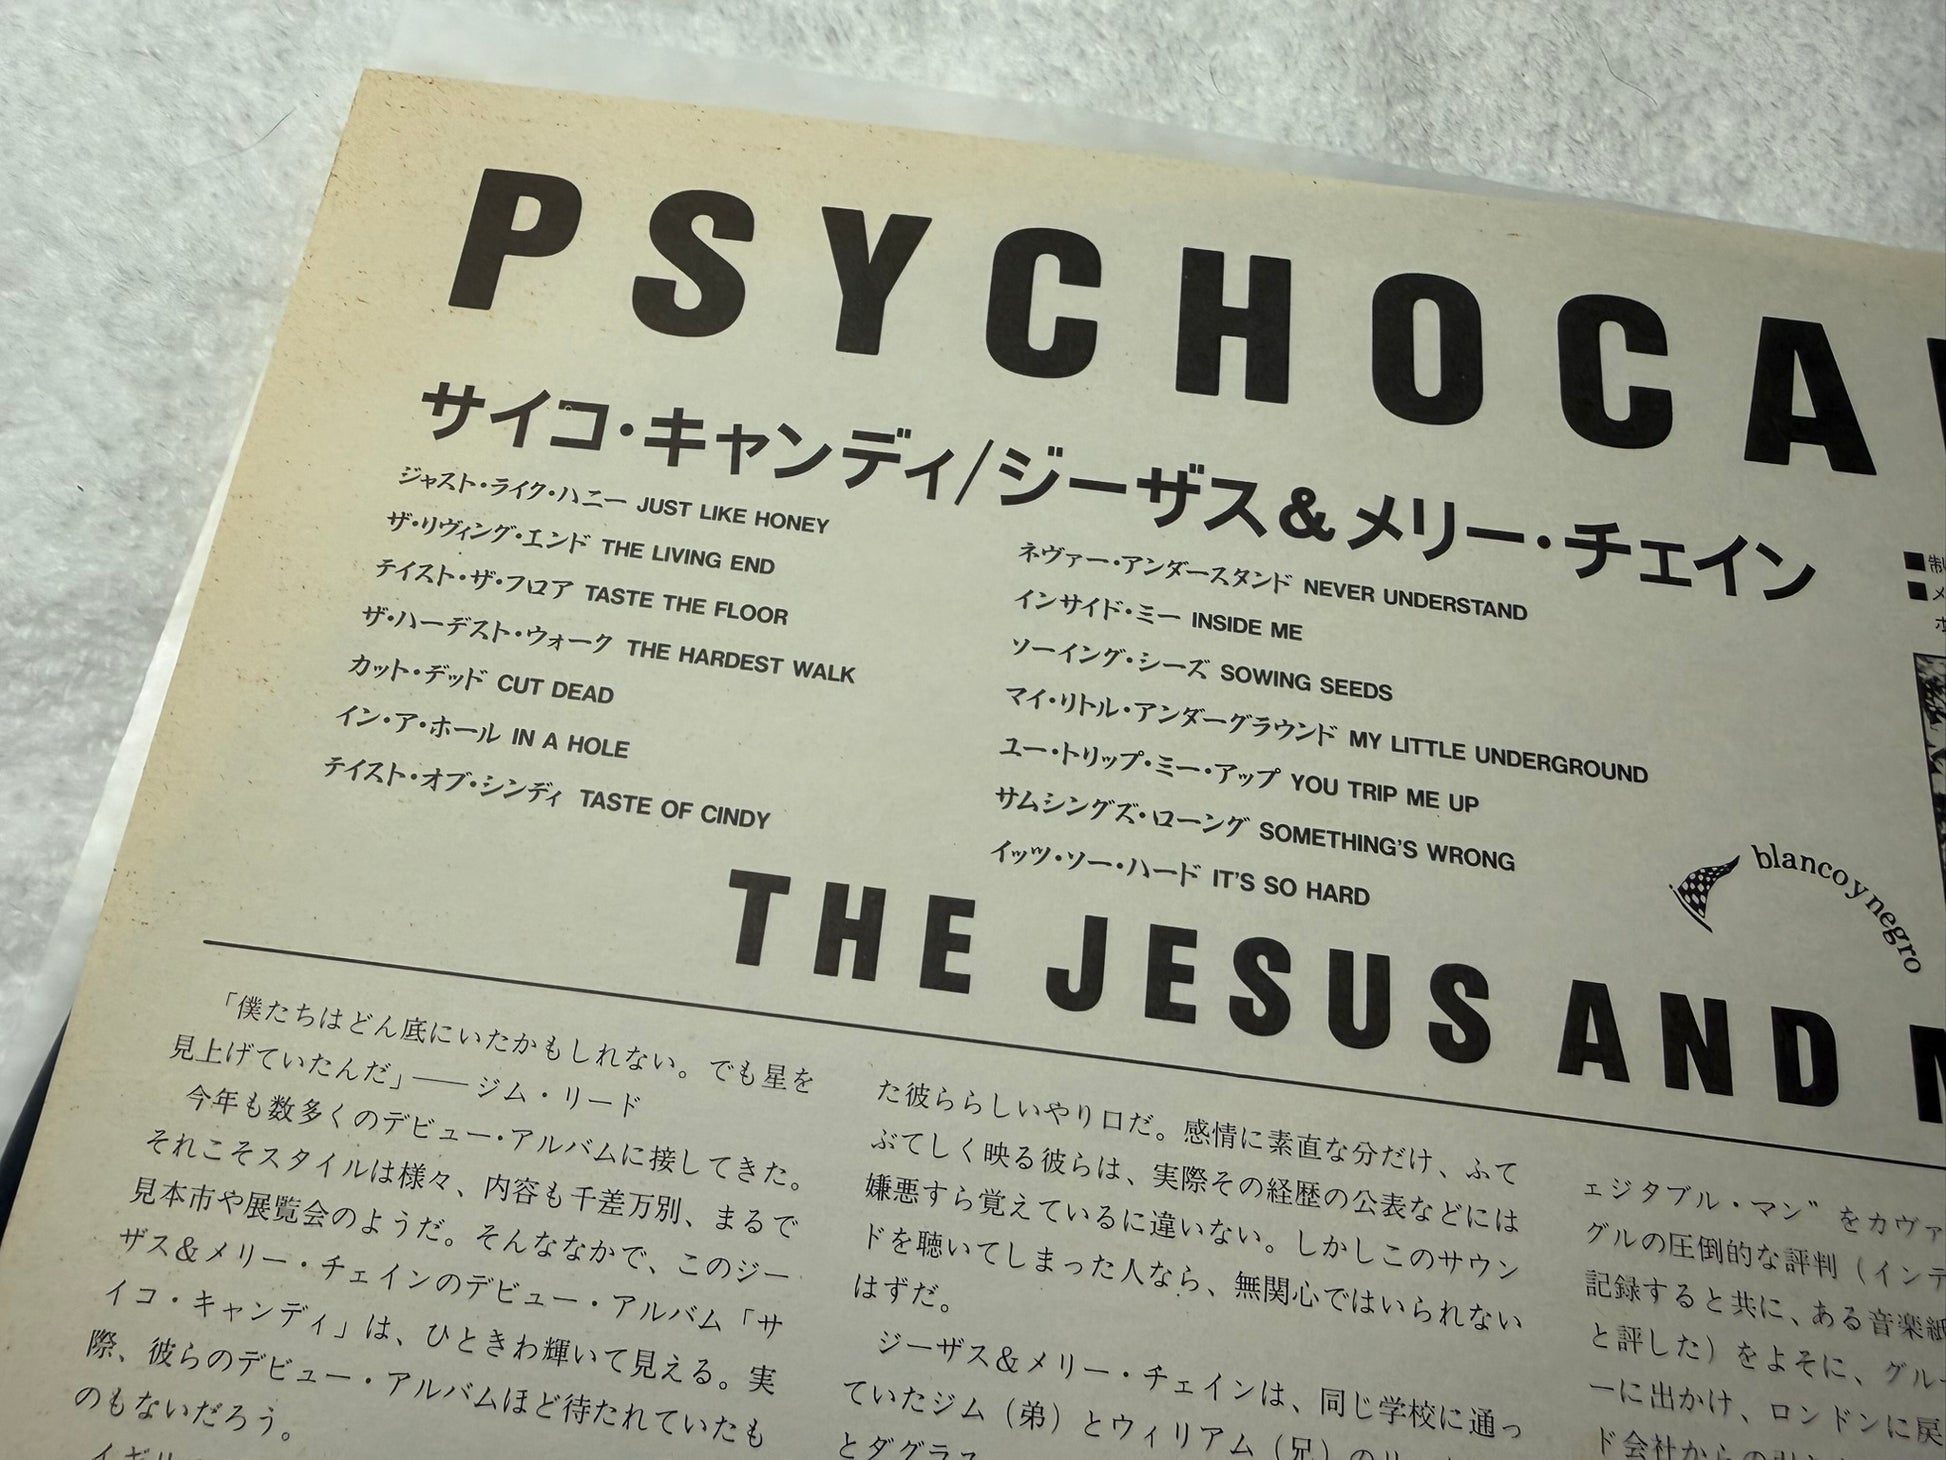 PSYCHOCA
サイコ・キャンディ/ジーザス&メリー・チェイン
ジャスト・ライク・ハニー JUST LIKE HONEY
ザ・リヴィング・エンド THE LIVING END
テイスト・ザ・フロア TASTE THE FLOOR
ザ・ハーデスト・ウォーク THE HARDEST WALK
カット・デッド CUT DEAD
イン・ア・ホール IN A HOLE
テイスト・オブ・シンディ TASTE OF CINDY
ネヴァー・アンダースタンド NEVER UNDERSTAND
インサイド・ミー INSIDE ME
ソーイング・シーズ SOWING SEEDS
マイ・リトル・アンダーグラウンド MY LITTLE UNDERGROUND
ユー・トリップ・ミー・アップ YOU TRIP ME UP
サムシングズ・ローング SOMETHING'S WRONG
イッツ・ソー・ハード IT'S SO HARD
■制
■メ
blanco y negro
THE JESUS AND M
「僕たちはどん底にいたかもしれない。でも星を
見上げていたんだ」―― ジム・リード
今年も数多くのデビュー・アルバムに接してきた。
それこそスタイルは様々、内容も千差万別、まるで
見本市や展覧会のようだ。そんななかで、このジー
ザス&メリー・チェインのデビュー・アルバム「サ
イコ・キャンディ」は、ひときわ輝いて見える。実
際、彼らのデビュー・アルバムほど待たれていたも
のもないだろう。
イギリ
た彼ららしいやり口だ。感情に素直な分だけ、ふて
ぶてしく映る彼らは、実際その経歴の公表などには
嫌悪すら覚えているに違いない。しかしこのサウン
ドを聴いてしまった人なら、無関心ではいられない
はずだ。
ジーザス&メリー・チェインは、同じ学校に通っ
ていたジム（弟）とウィリアム（兄）のリ
とダグラス
ェジタブル・マン〟をカヴァ
グルの圧倒的な評判（インデ
記録すると共に、ある音楽紙
と評した）をよそに、グルー
ーに出かけ、ロンドンに戻
ド会社からの